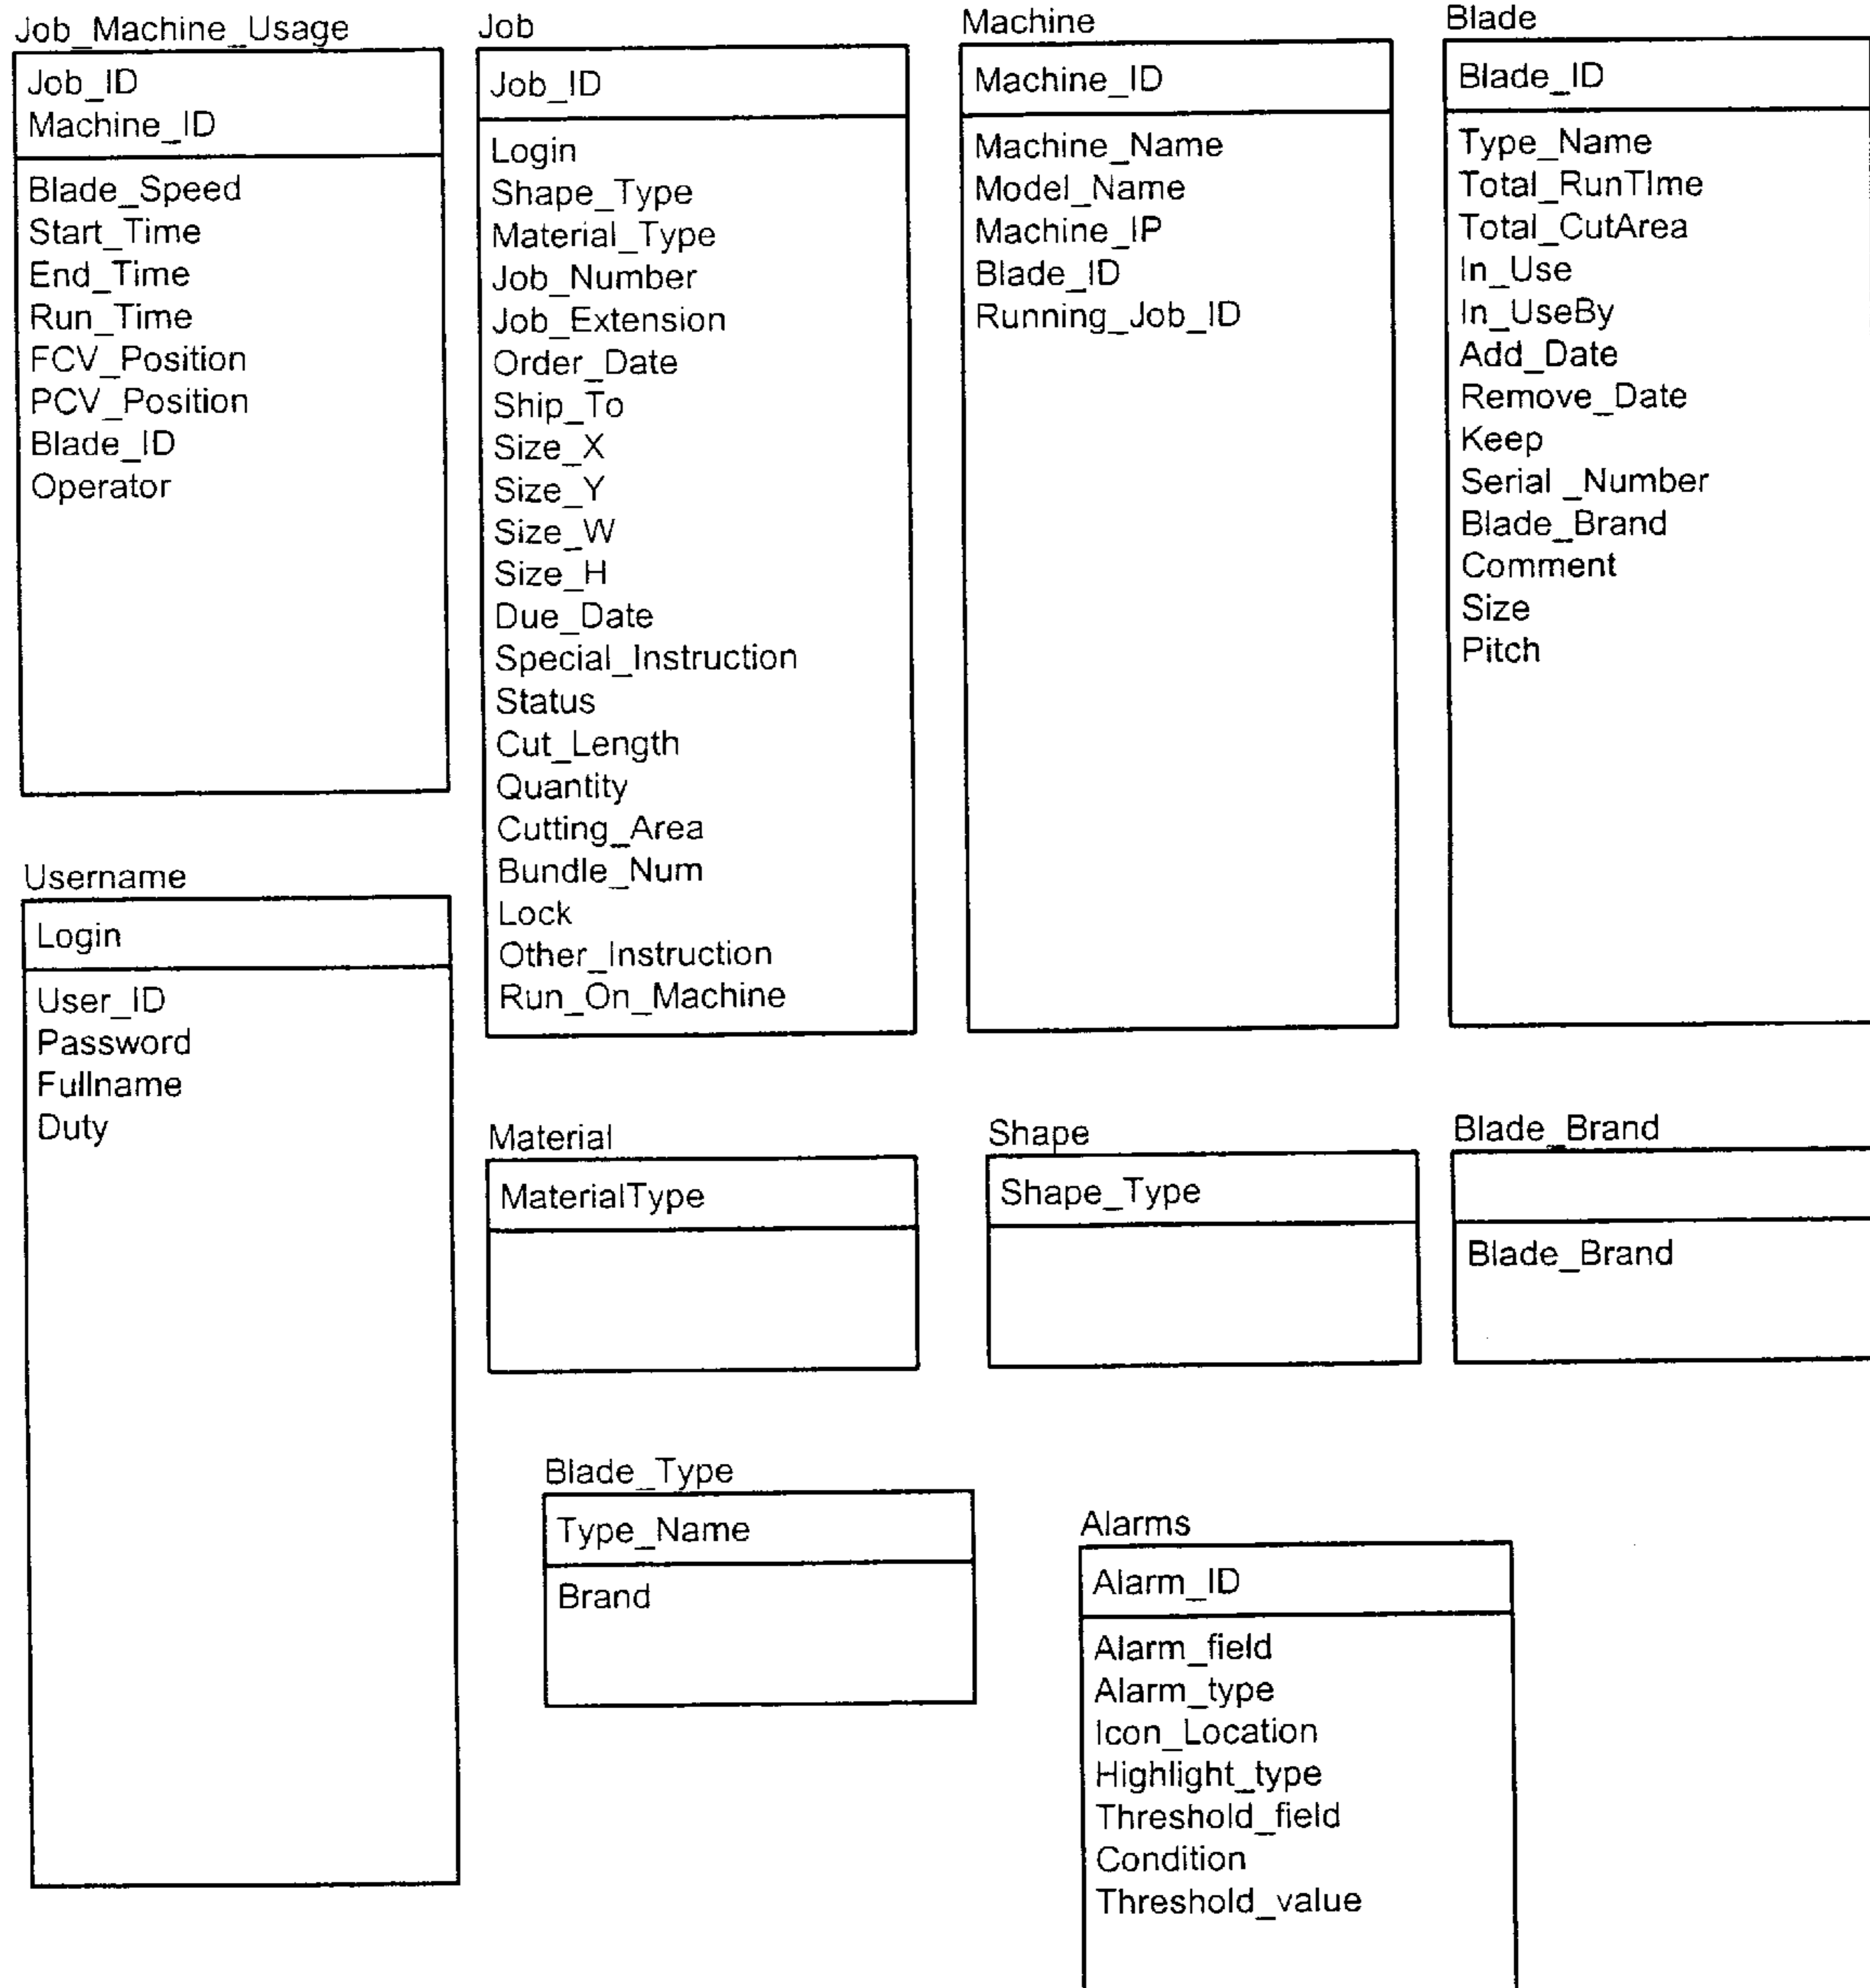 Job_Machine_Usage
Job_ID
Machine_ID
Blade_Speed
Start_Time
End_Time
Run_Time
FCV_Position
PCV_Position
Blade_ID
Operator
Job
Job_ID
Login
Shape_Type
Material_Type
Job_Number
Job_Extension
Order_Date
Ship_To
Size_X
Size_Y
Size_W
Size_H
Due_Date
Special_Instruction
Status
Cut_Length
Quantity
Cutting_Area
Bundle_Num
Lock
Other_Instruction
Run_On_Machine
Machine
Machine_ID
Machine_Name
Model_Name
Machine_IP
Blade_ID
Running_Job_ID
Blade
Blade_ID
Type_Name
Total_RunTIme
Total_CutArea
In_Use
In_UseBy
Add_Date
Remove_Date
Keep
Serial _Number
Blade_Brand
Comment
Size
Pitch
Username
Login
User_ID
Password
Fullname
Duty
Material
MaterialType
Shape
Shape_Type
Blade_Brand
Blade_Brand
Blade_Type
Type_Name
Brand
Alarms
Alarm_ID
Alarm_field
Alarm_type
Icon_Location
Highlight_type
Threshold_field
Condition
Threshold_value